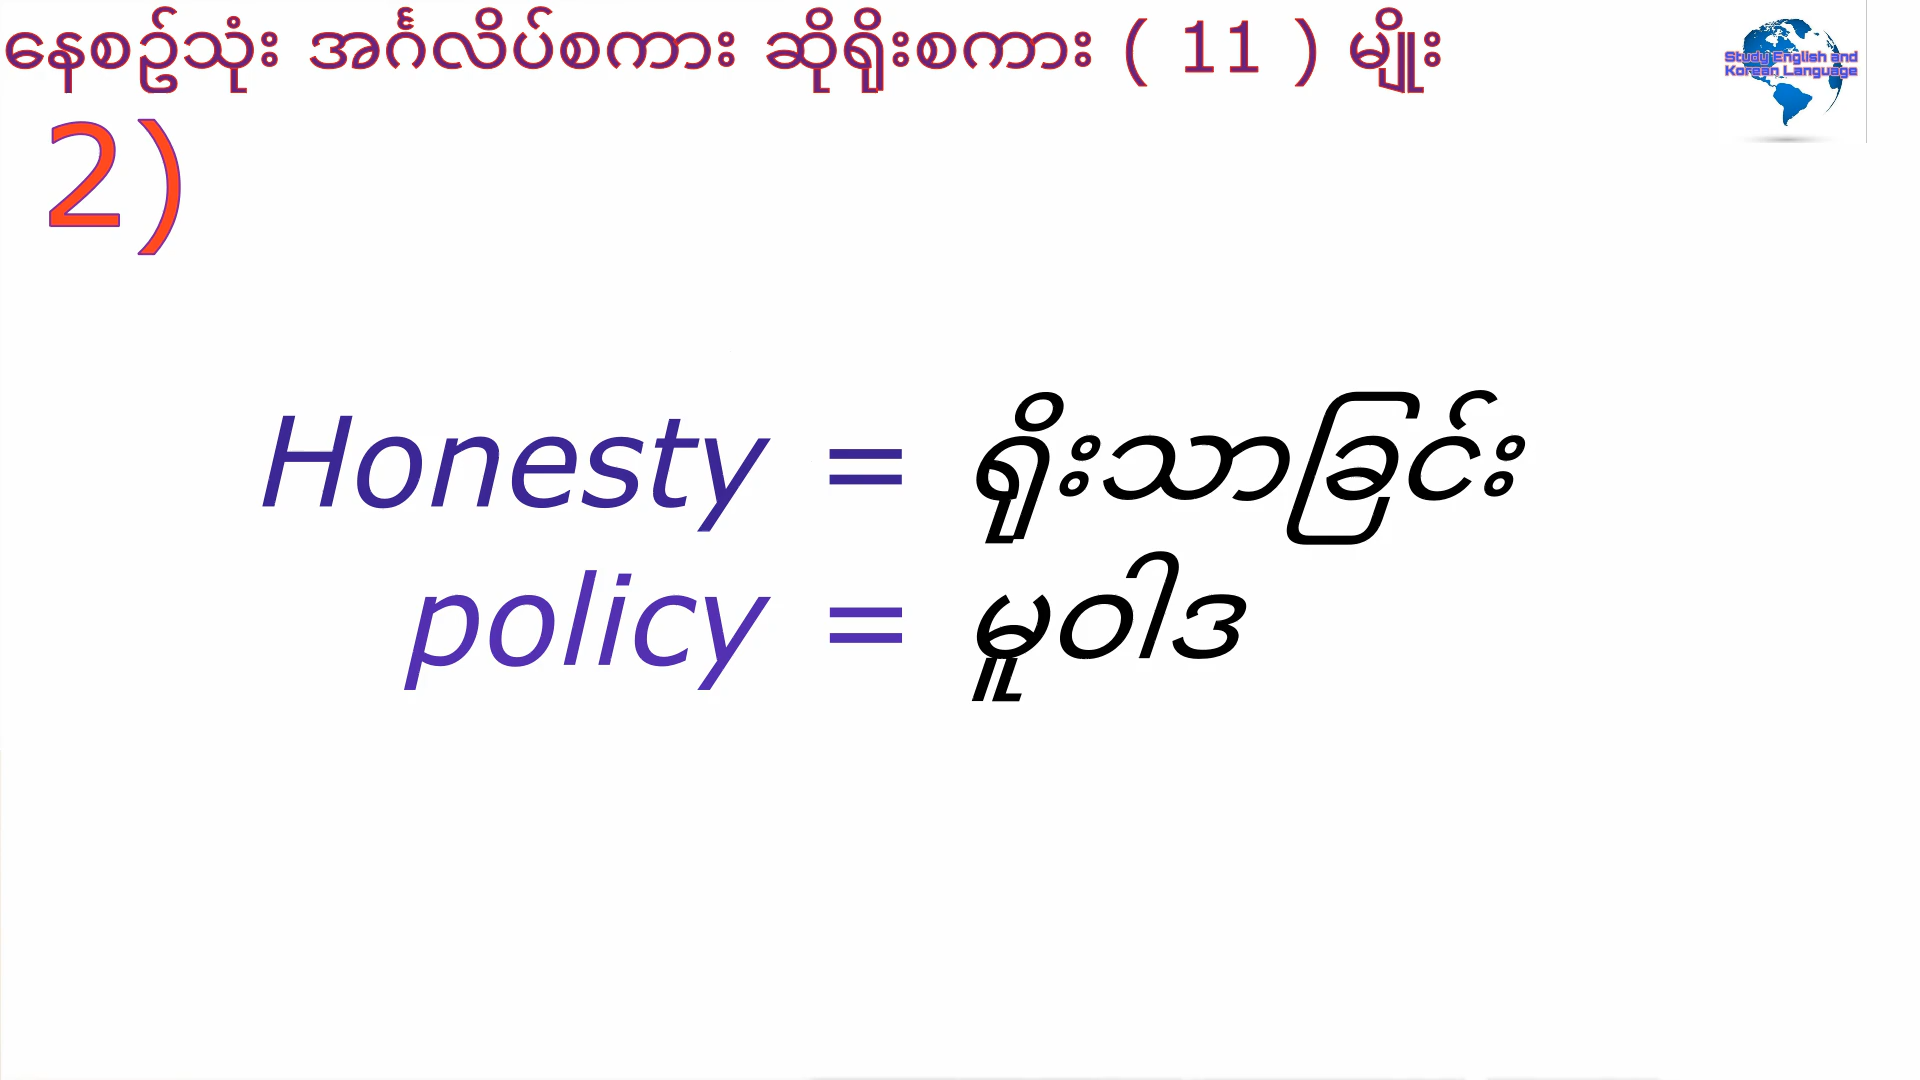 နေ့စဉ်သုံး အင်္ဂလိပ်စကား ဆိုရိုးစကား ( 11 ) မျိုး
Study English and
Korean Language
2)
Honesty = ရိုးသာခြင်း
policy = မူဝါဒ